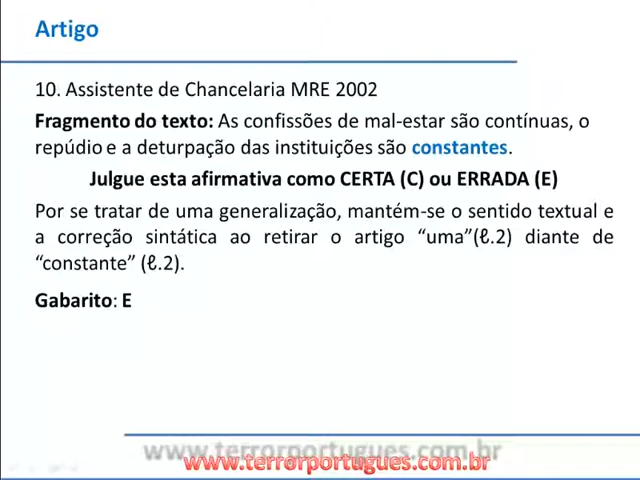 Artigo
10. Assistente de Chancelaria MRE 2002
Fragmento do texto: As confissões de mal-estar são contínuas, o
repúdio e a deturpação das instituições são constantes.
Julgue esta afirmativa como CERTA (C) ou ERRADA (E)
Por se tratar de uma generalização, mantém-se o sentido textual e
a correção sintática ao retirar o artigo “uma”(ℓ.2) diante de
“constante” (ℓ.2).
Gabarito: E
www.terrorportugues.com.br
www.terrorportugues.com.br